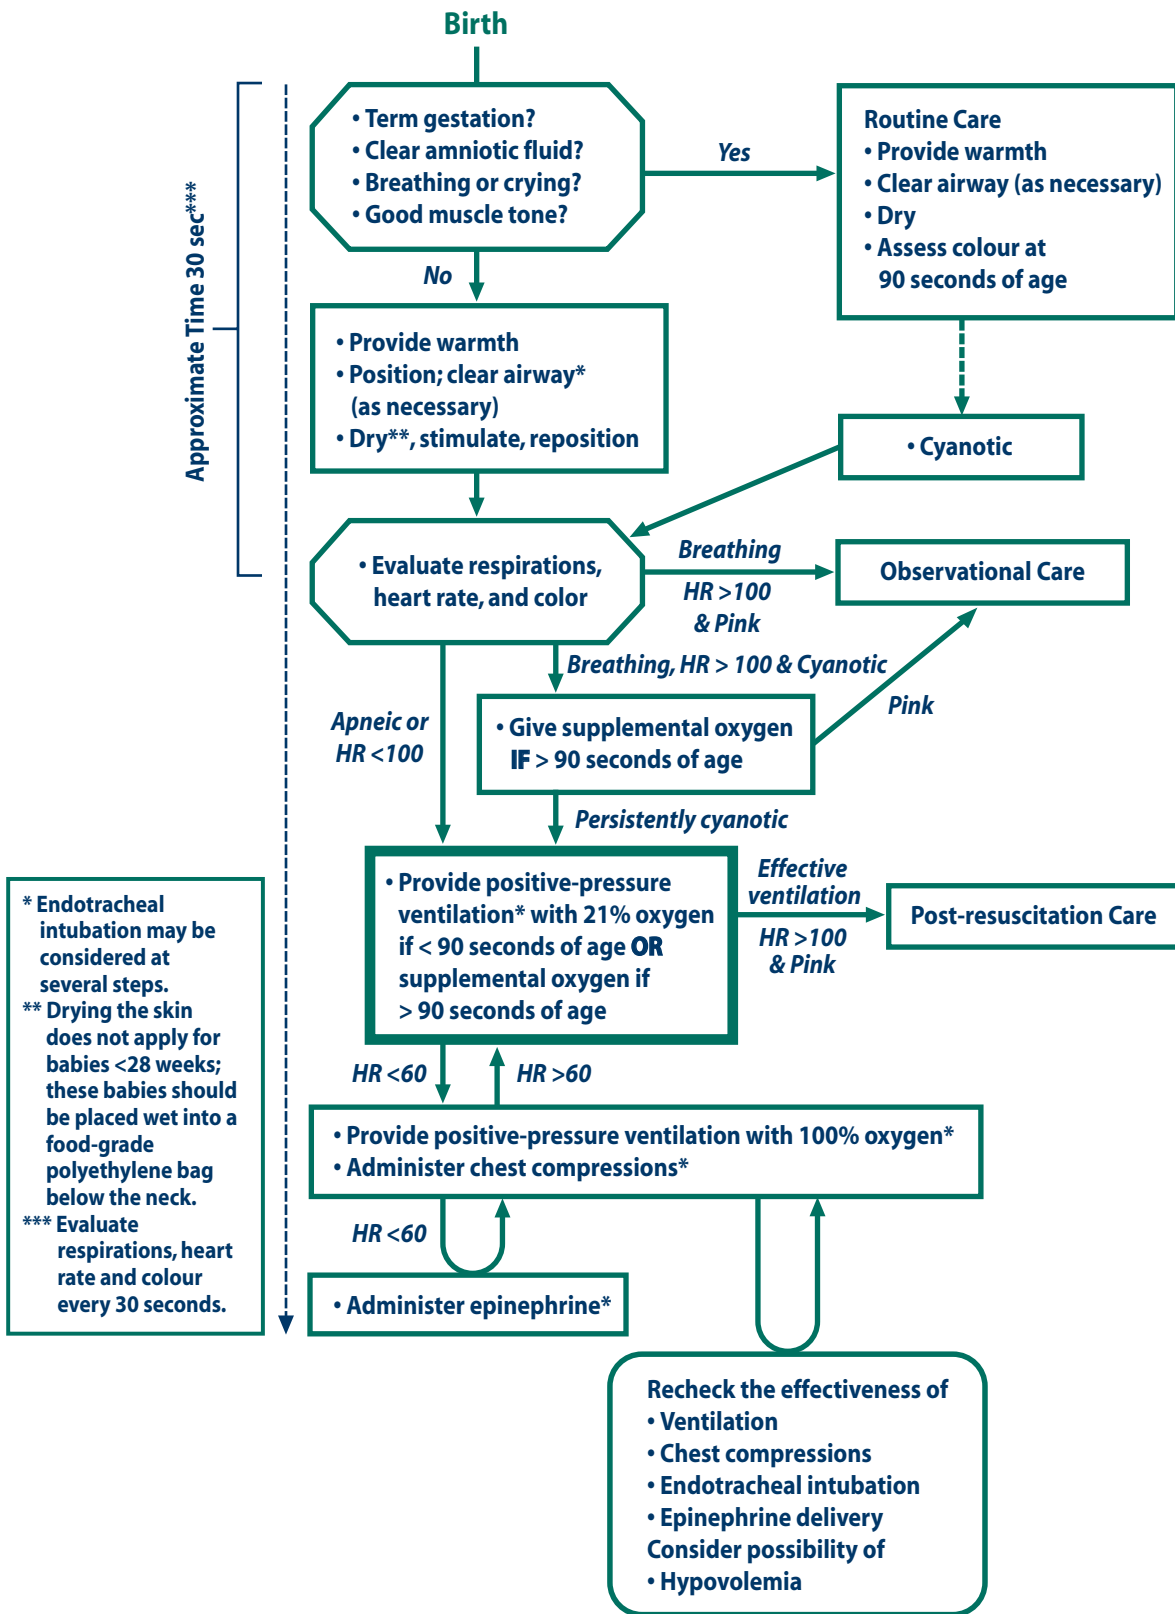 Birth
• Term gestation?
• Clear amniotic fluid?
• Breathing or crying?
• Good muscle tone?
Yes
Routine Care
• Provide warmth
• Clear airway (as necessary)
• Dry
• Assess colour at
90 seconds of age
Approximate Time 30 sec***
No
• Provide warmth
• Position; clear airway*
(as necessary)
• Dry**, stimulate, reposition
• Cyanotic
• Evaluate respirations,
heart rate, and color
Breathing
HR >100
& Pink
Observational Care
Breathing, HR > 100 & Cyanotic
Apneic or
HR <100
• Give supplemental oxygen
IF > 90 seconds of age
Pink
Persistently cyanotic
• Provide positive-pressure
ventilation* with 21% oxygen
if < 90 seconds of age OR
supplemental oxygen if
> 90 seconds of age
Effective
ventilation
HR >100
& Pink
Post-resuscitation Care
HR <60
HR >60
• Provide positive-pressure ventilation with 100% oxygen*
• Administer chest compressions*
HR <60
• Administer epinephrine*
Recheck the effectiveness of
• Ventilation
• Chest compressions
• Endotracheal intubation
• Epinephrine delivery
Consider possibility of
• Hypovolemia
* Endotracheal
intubation may be
considered at
several steps.
** Drying the skin
does not apply for
babies <28 weeks;
these babies should
be placed wet into a
food-grade
polyethylene bag
below the neck.
*** Evaluate
respirations, heart
rate and colour
every 30 seconds.